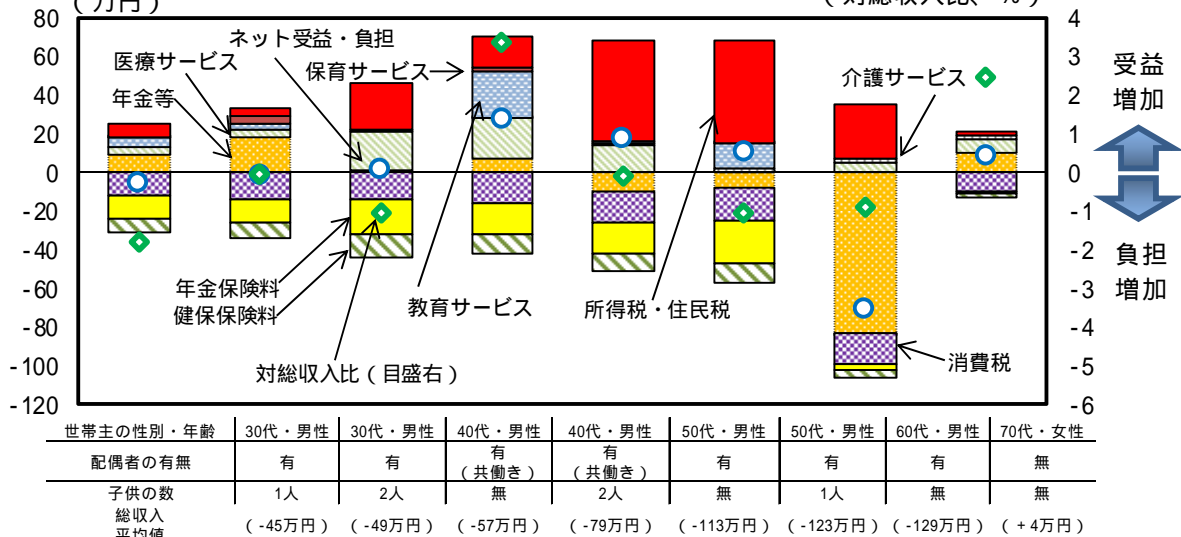 (万円)
(対総収入比、%)
80
60
40
20
0
-20
-40
-60
-80
-100
-120
4
3
2
1
0
-1
-2
-3
-4
-5
-6
ネット受益・負担
医療サービス
保育サービス
年金等
介護サービス
年金保険料
健保保険料
教育サービス
所得税・住民税
対総収入比(目盛右)
消費税
受益
増加
負担
増加
世帯主の性別・年齢 30代・男性 30代・男性 40代・男性 40代・男性 50代・男性 50代・男性 60代・男性 70代・女性
配偶者の有無 有 有 有(共働き) 有(共働き) 有 有 有 無
子供の数 1人 2人 無 2人 無 1人 無 無
総収入
平均値 (-45万円) (-49万円) (-57万円) (-79万円) (-113万円) (-123万円) (-129万円) (+4万円)